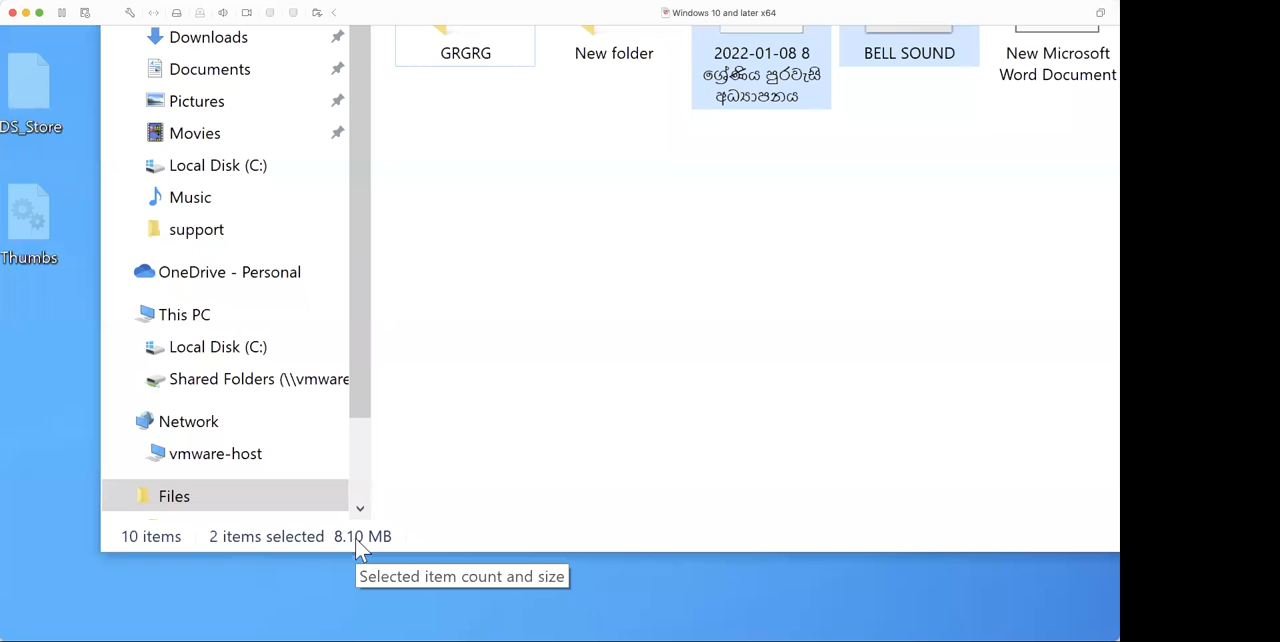 Windows 10 and later x64
DS_Store
Thumbs
Downloads
Documents
Pictures
Movies
Local Disk (C:)
Music
support
OneDrive - Personal
This PC
Local Disk (C:)
Shared Folders (\\vmware
Network
vmware-host
Files
GRGRG
New folder
2022-01-08 8
ශ්‍රේණිය පුරවැසි
අධ්‍යාපනය
BELL SOUND
New Microsoft
Word Document
10 items
2 items selected 8.10 MB
Selected item count and size